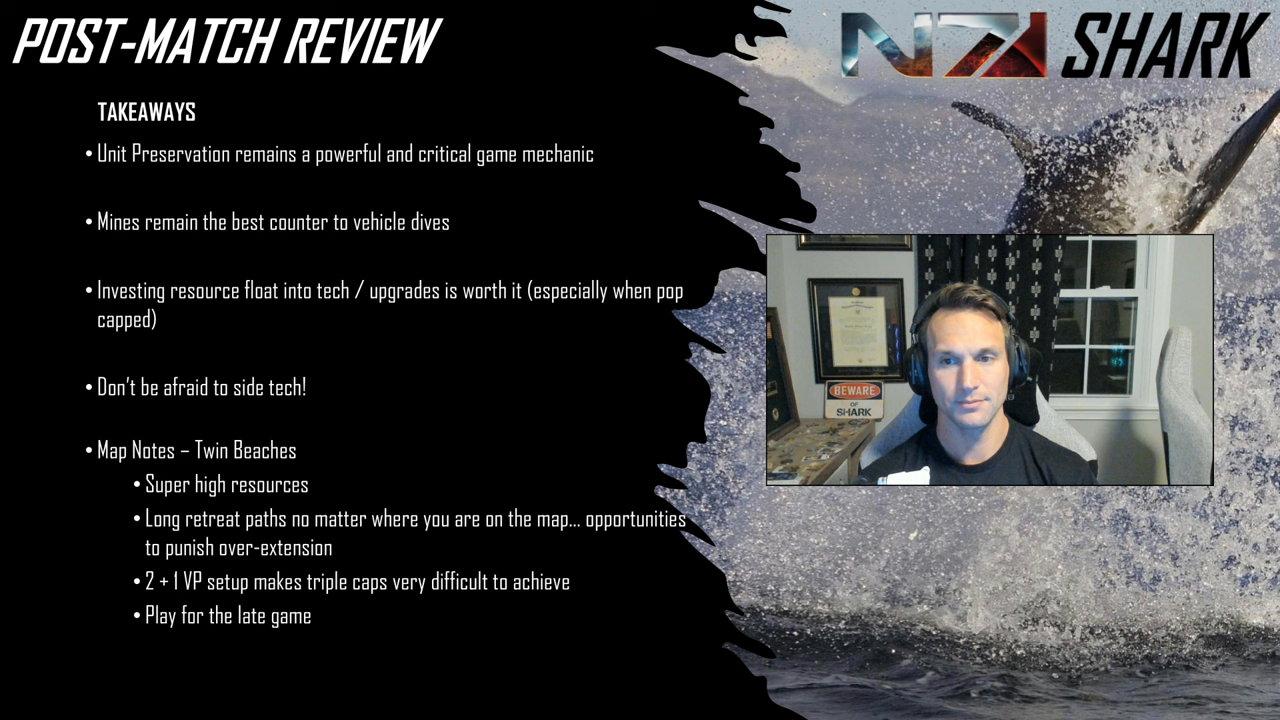 POST-MATCH REVIEW
N7 SHARK
TAKEAWAYS
• Unit Preservation remains a powerful and critical game mechanic
• Mines remain the best counter to vehicle dives
• Investing resource float into tech / upgrades is worth it (especially when pop
capped)
• Don't be afraid to side tech!
• Map Notes – Twin Beaches
• Super high resources
• Long retreat paths no matter where you are on the map... opportunities
to punish over-extension
• 2 + 1 VP setup makes triple caps very difficult to achieve
• Play for the late game
BEWARE
OF
SHARK